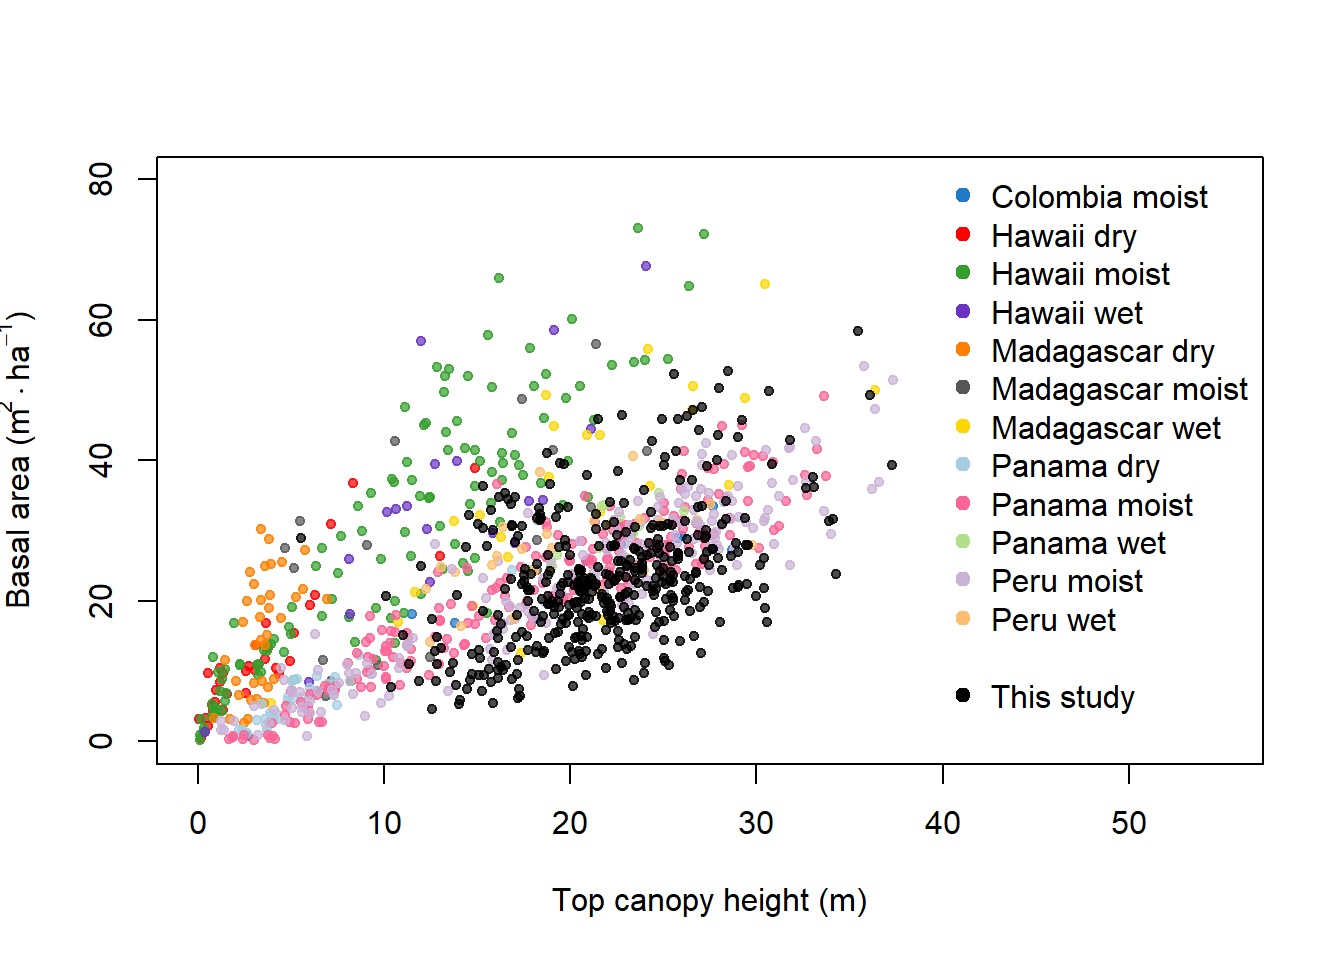 80
60
40
20
0
Basal area (m² · ha⁻¹)
Colombia moist
Hawaii dry
Hawaii moist
Hawaii wet
Madagascar dry
Madagascar moist
Madagascar wet
Panama dry
Panama moist
Panama wet
Peru moist
Peru wet
This study
0 10 20 30 40 50
Top canopy height (m)